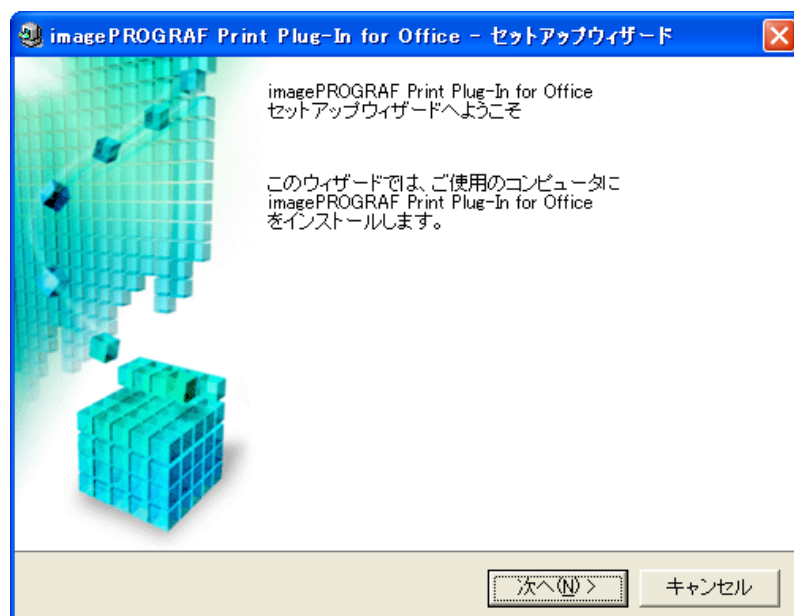 imagePROGRAF Print Plug-In for Office - セットアップウィザード
imagePROGRAF Print Plug-In for Office
セットアップウィザードへようこそ
このウィザードでは、ご使用のコンピュータに
imagePROGRAF Print Plug-In for Office
をインストールします。
次へ(N) >
キャンセル